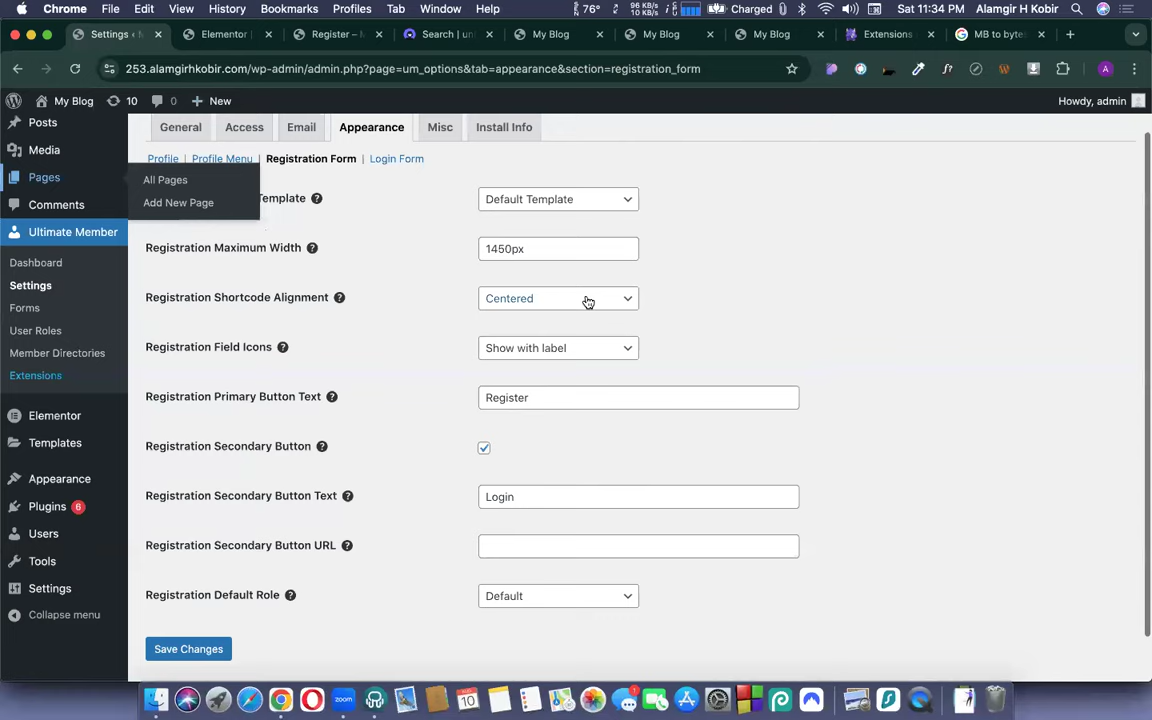 Chrome File Edit View History Bookmarks Profiles Tab Window Help 76° 96 KB/s 10 KB/s Charged Sat 11:34 PM Alamgir H Kobir
Settings ‹ Elementor | Register – M Search | un My Blog My Blog My Blog Extensions MB to byte
253.alamgirhkobir.com/wp-admin/admin.php?page=um_options&tab=appearance&section=registration_form A
My Blog 10 0 New Howdy, admin
Posts
Media
Pages
Comments
Ultimate Member
Dashboard
Settings
Forms
User Roles
Member Directories
Extensions
Elementor
Templates
Appearance
Plugins 6
Users
Tools
Settings
Collapse menu
All Pages
Add New Page
General Access Email Appearance Misc Install Info
Profile | Profile Menu | Registration Form | Login Form
Template Default Template
Registration Maximum Width 1450px
Registration Shortcode Alignment Centered
Registration Field Icons Show with label
Registration Primary Button Text Register
Registration Secondary Button
Registration Secondary Button Text Login
Registration Secondary Button URL
Registration Default Role Default
Save Changes